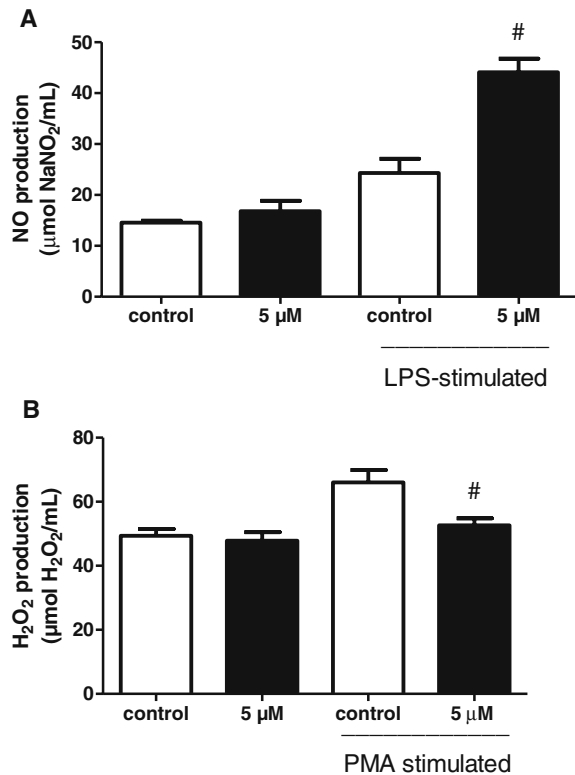 A
NO production
(µmol NaNO₂/mL)
50
40
30
20
10
0
#
control 5 µM control 5 µM
LPS-stimulated
B
H₂O₂ production
(µmol H₂O₂/mL)
80
60
40
20
0
#
control 5 µM control 5 µM
PMA stimulated